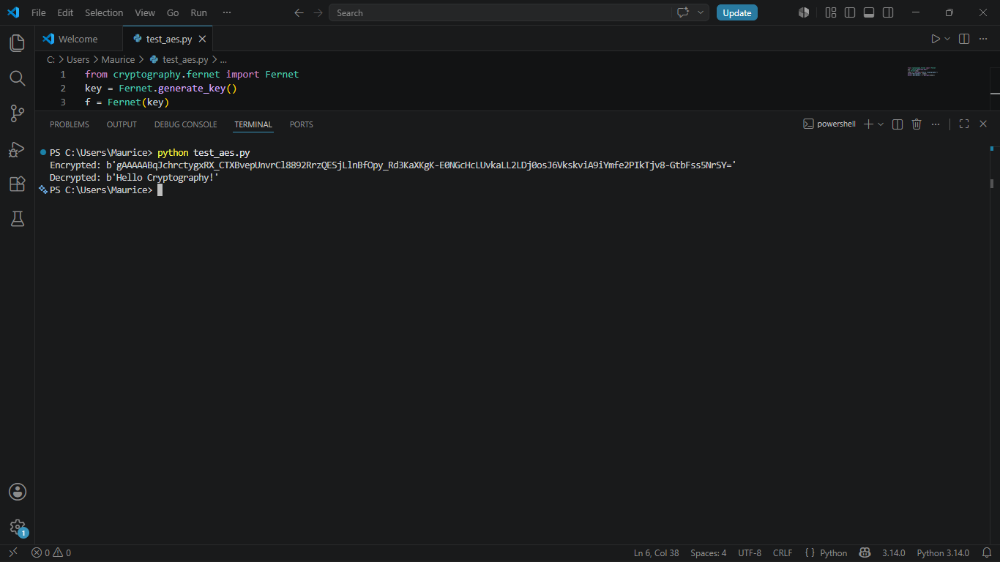 File Edit Selection View Go Run ··· Search Update
Welcome test_aes.py
C: > Users > Maurice > test_aes.py > ...
1 from cryptography.fernet import Fernet
2 key = Fernet.generate_key()
3 f = Fernet(key)
PROBLEMS OUTPUT DEBUG CONSOLE TERMINAL PORTS powershell
PS C:\Users\Maurice> python test_aes.py
Encrypted: b'gAAAAABqJchrctygxRX_CTXBvepUnvrCl8892RrzQESjLlnBfOpy_Rd3KaXKgK-E0NGcHcLUvkaLL2LDj0osJ6VkskviA9iYmfe2PIkTjv8-GtbFss5NrSY='
Decrypted: b'Hello Cryptography!'
PS C:\Users\Maurice>
1
0 0 Ln 6, Col 38 Spaces: 4 UTF-8 CRLF { } Python 3.14.0 Python 3.14.0